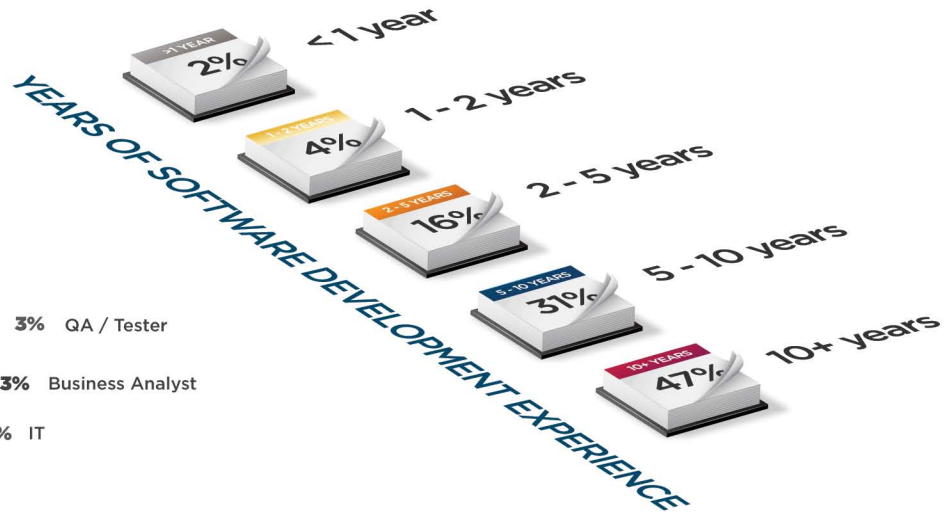 >1 YEAR
2%
< 1 year
1 - 2 YEARS
4%
1 - 2 years
2 - 5 YEARS
16%
2 - 5 years
5 - 10 YEARS
31%
5 - 10 years
10+ YEARS
47%
10+ years
YEARS OF SOFTWARE DEVELOPMENT EXPERIENCE
3% QA / Tester
3% Business Analyst
% IT